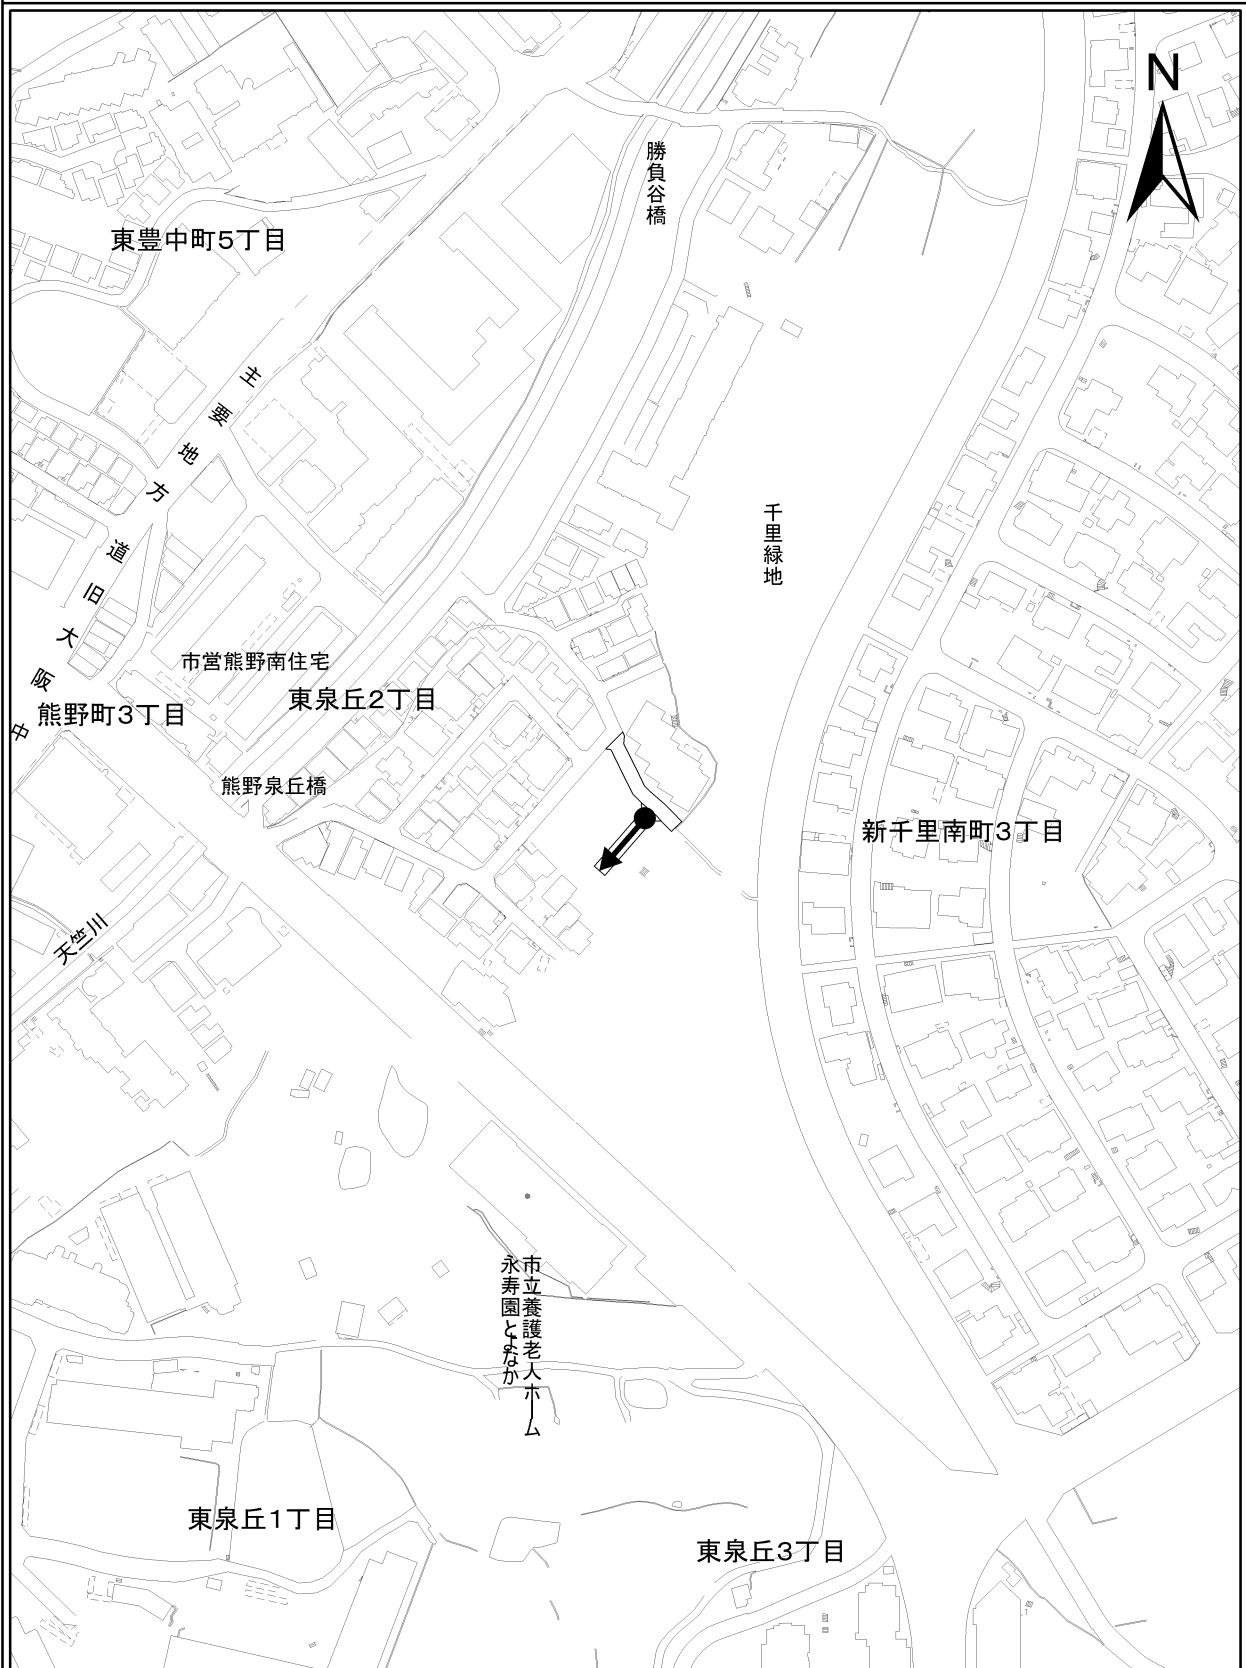 N
勝負谷橋
東豊中町5丁目
主要地方道旧大阪中
千里緑地
市営熊野南住宅
東泉丘2丁目
熊野町3丁目
熊野泉丘橋
新千里南町3丁目
天竺川
市立養護老人ホーム
永寿園とよなか
東泉丘1丁目
東泉丘3丁目